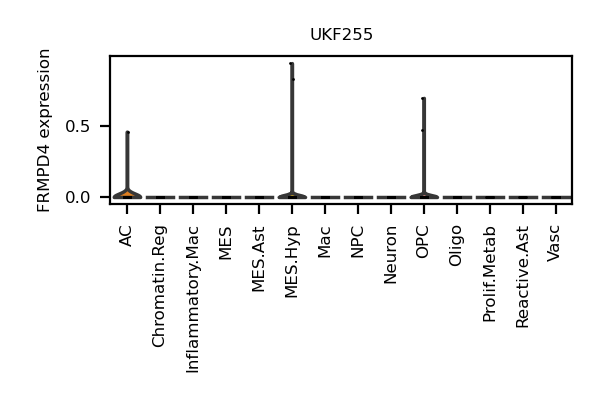 UKF255
FRMPD4 expression
0.5
0.0
AC
Chromatin.Reg
Inflammatory.Mac
MES
MES.Ast
MES.Hyp
Mac
NPC
Neuron
OPC
Oligo
Prolif.Metab
Reactive.Ast
Vasc